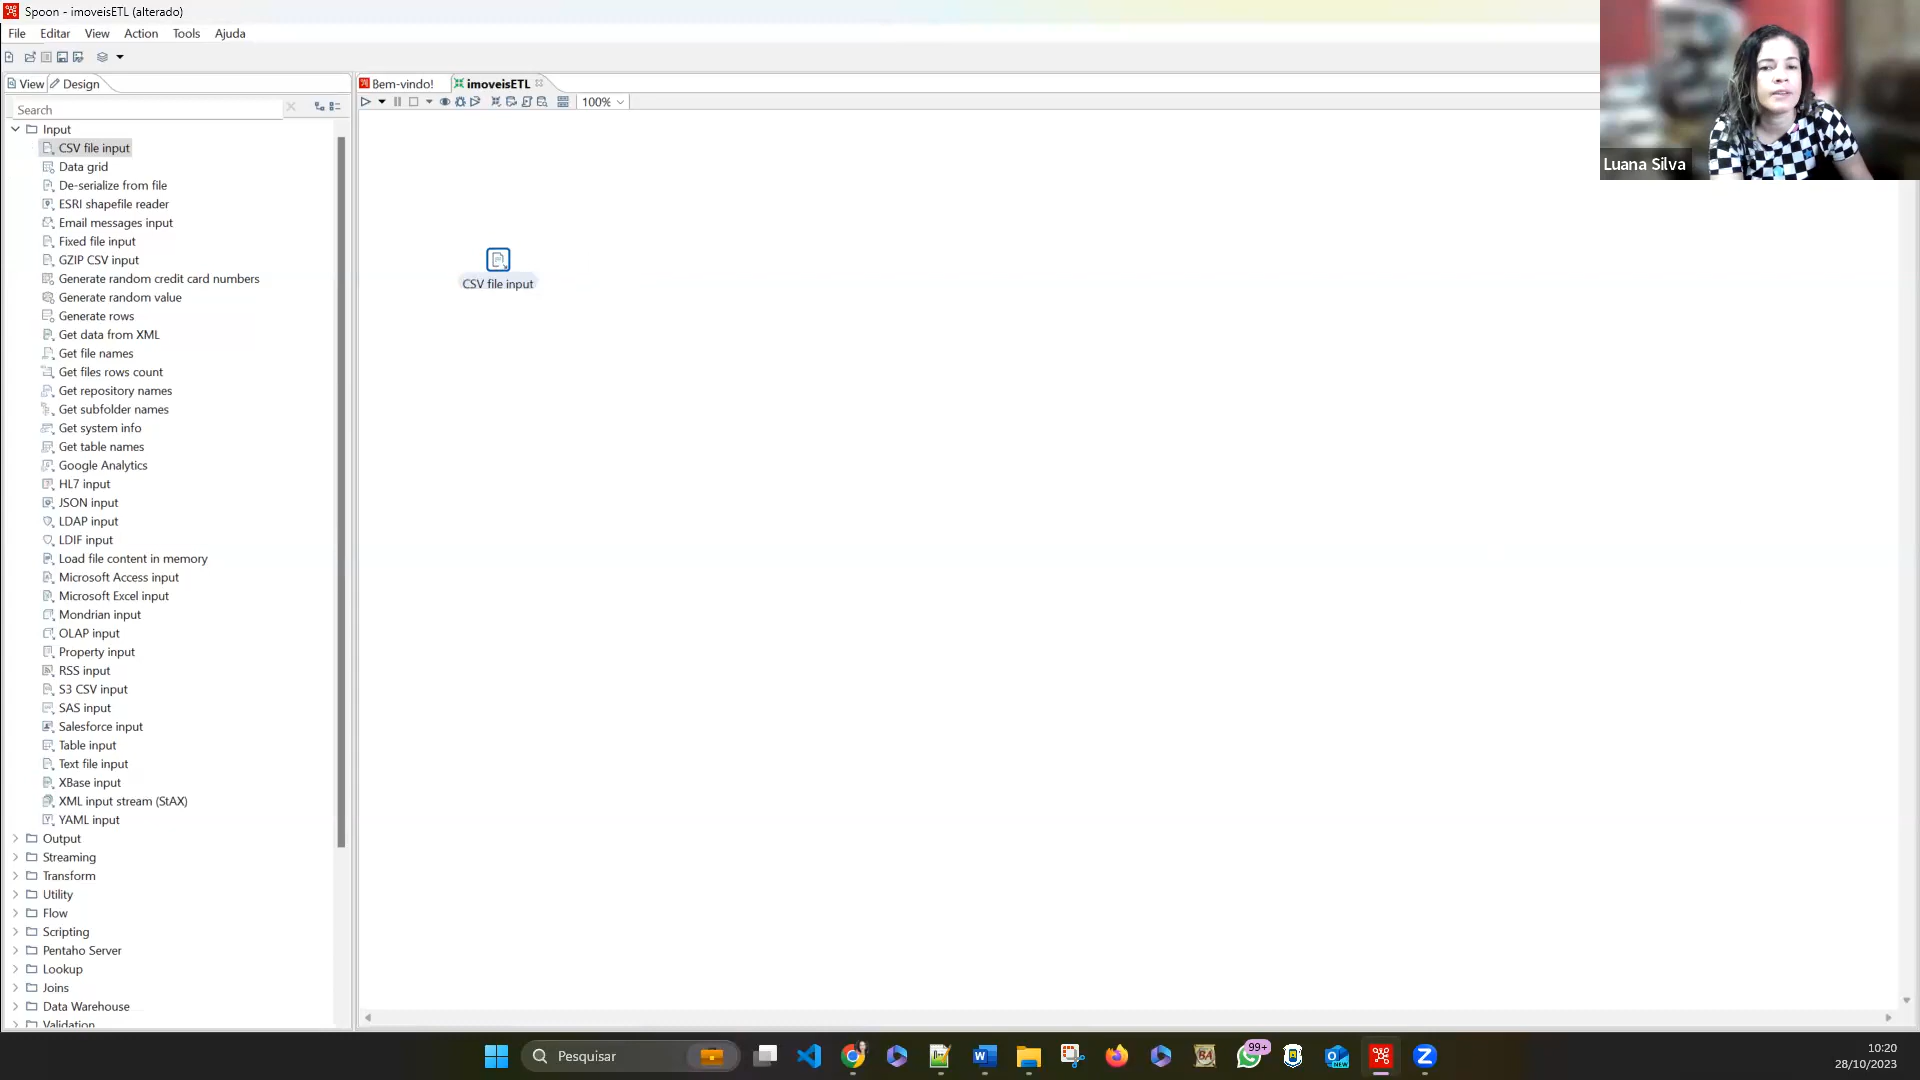 Spoon - imoveisETL (alterado)
File Editar View Action Tools Ajuda
View Design
Bem-vindo! imoveisETL
Search
100%
Input
CSV file input
Data grid
De-serialize from file
ESRI shapefile reader
Email messages input
Fixed file input
GZIP CSV input
Generate random credit card numbers
Generate random value
Generate rows
Get data from XML
Get file names
Get files rows count
Get repository names
Get subfolder names
Get system info
Get table names
Google Analytics
HL7 input
JSON input
LDAP input
LDIF input
Load file content in memory
Microsoft Access input
Microsoft Excel input
Mondrian input
OLAP input
Property input
RSS input
S3 CSV input
SAS input
Salesforce input
Table input
Text file input
XBase input
XML input stream (StAX)
YAML input
Output
Streaming
Transform
Utility
Flow
Scripting
Pentaho Server
Lookup
Joins
Data Warehouse
Validation
CSV file input
Luana Silva
Pesquisar
99+
10:20
28/10/2023